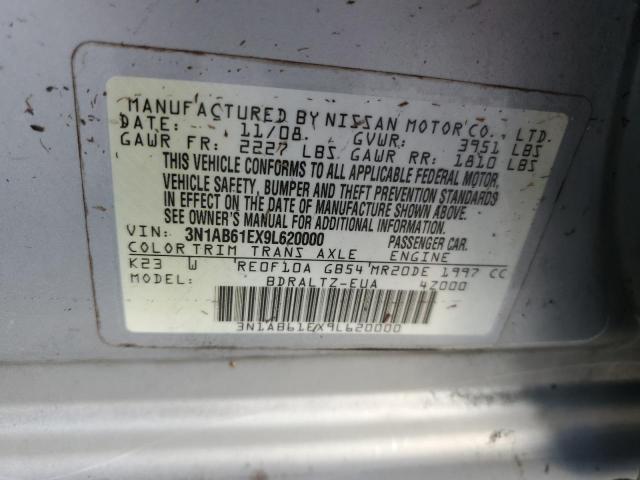 MANUFACTURED BY NISSAN MOTOR CO., LTD.
DATE: 11/08. GVWR: 3951 LBS
GAWR FR: 2227 LBS GAWR RR: 1810 LBS
THIS VEHICLE CONFORMS TO ALL APPLICABLE FEDERAL MOTOR
VEHICLE SAFETY, BUMPER AND THEFT PREVENTION STANDARDS
IN EFFECT ON THE DATE OF MANUFACTURE SHOWN ABOVE.
SEE OWNER'S MANUAL FOR ADDITIONAL INFORMATION.
VIN: 3N1AB61EX9L620000 PASSENGER CAR.
COLOR TRIM TRANS AXLE ENGINE
K23 W RE0F10A GB54 MR20DE 1997 CC
MODEL: BDRALTZ-EUA 4Z000
3N1AB61EX9L620000